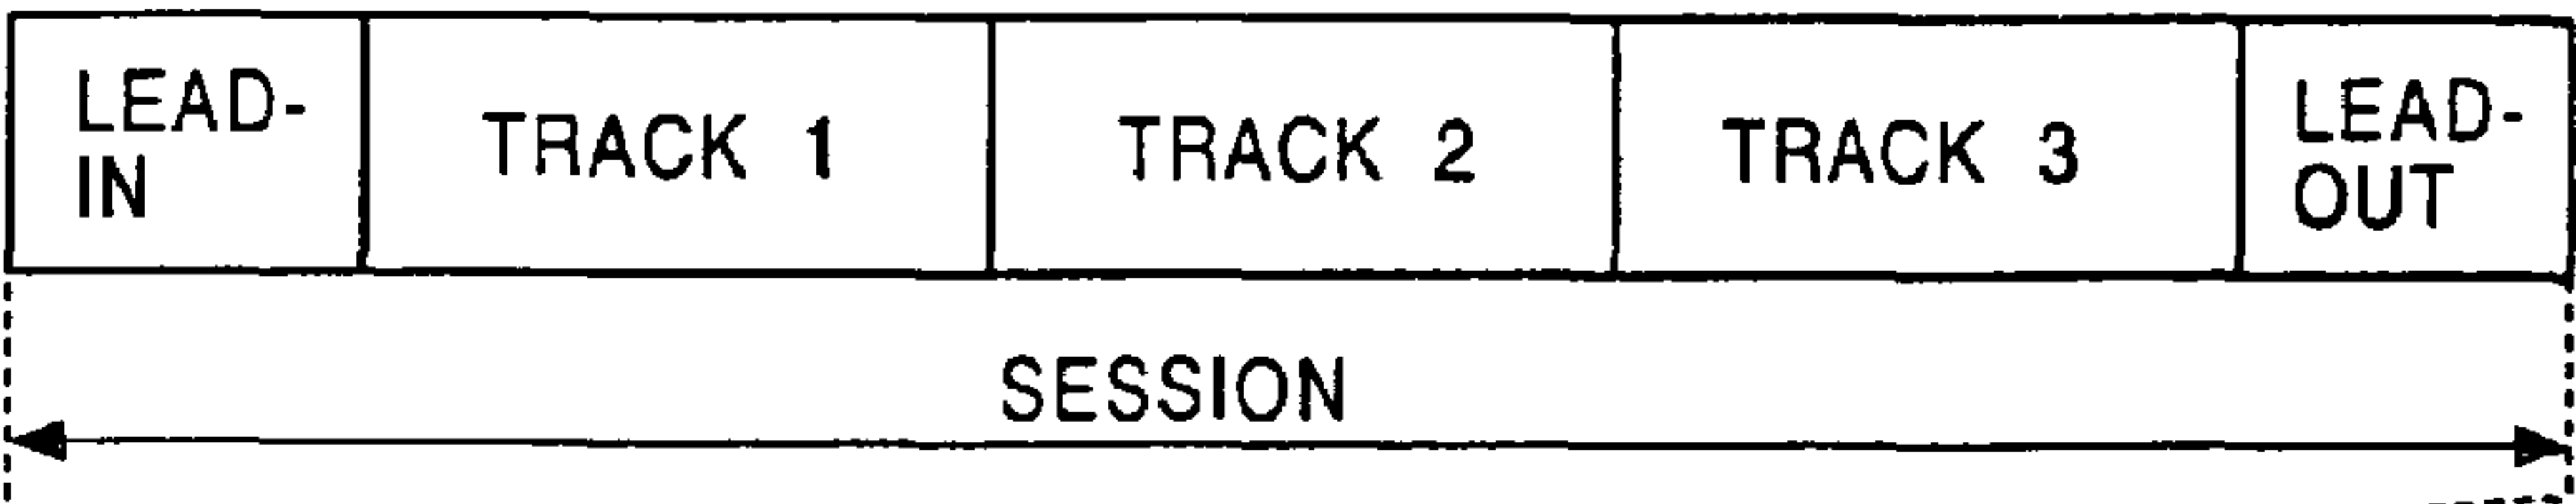 LEAD-
IN
TRACK 1
TRACK 2
TRACK 3
LEAD-
OUT
SESSION